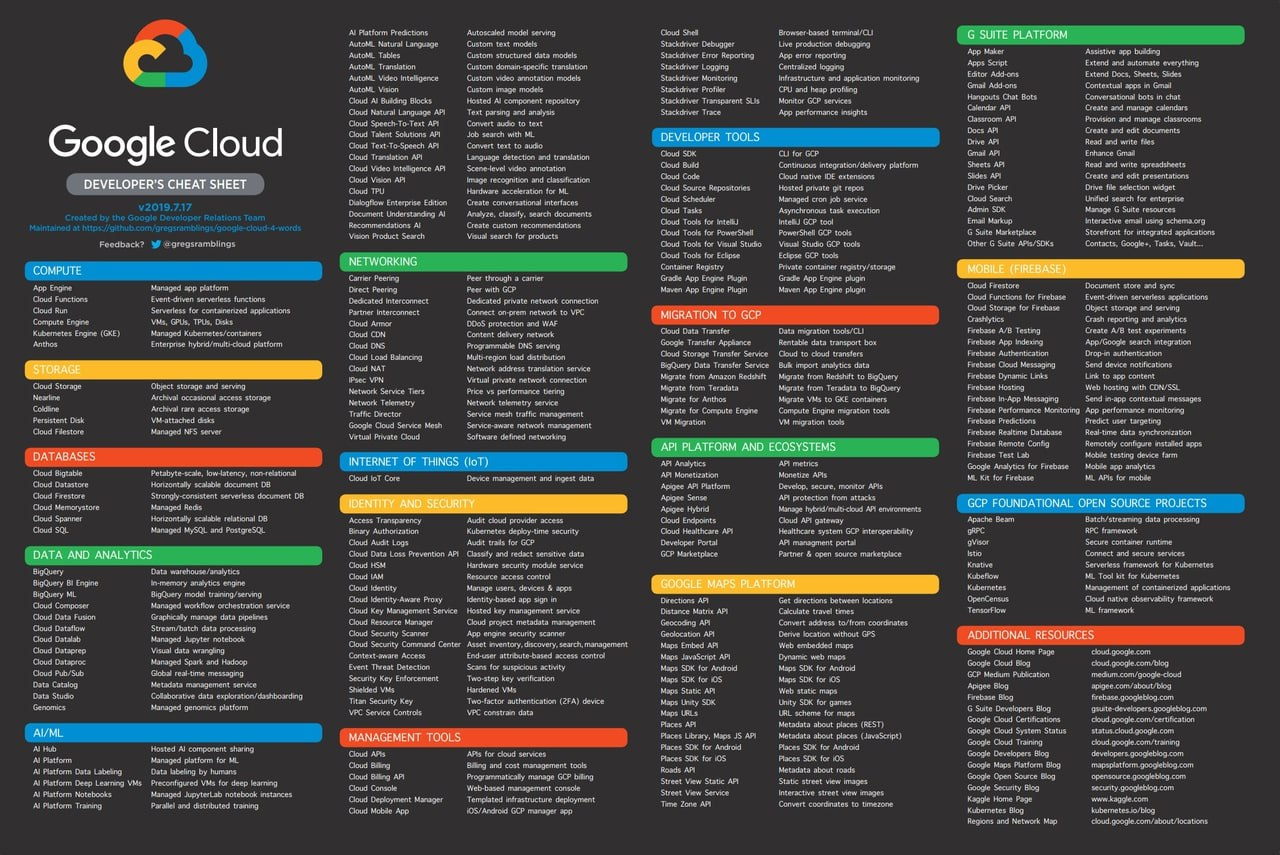 Google Cloud
DEVELOPER'S CHEAT SHEET
v2019.7.17
Created by the Google Developer Relations Team
Maintained at https://github.com/gregsramblings/google-cloud-4-words
Feedback? @gregsramblings
COMPUTE
App Engine Managed app platform
Cloud Functions Event-driven serverless functions
Cloud Run Serverless for containerized applications
Compute Engine VMs, GPUs, TPUs, Disks
Kubernetes Engine (GKE) Managed Kubernetes/containers
Anthos Enterprise hybrid/multi-cloud platform
STORAGE
Cloud Storage Object storage and serving
Nearline Archival occasional access storage
Coldline Archival rare access storage
Persistent Disk VM-attached disks
Cloud Filestore Managed NFS server
DATABASES
Cloud Bigtable Petabyte-scale, low-latency, non-relational
Cloud Datastore Horizontally scalable document DB
Cloud Firestore Strongly-consistent serverless document DB
Cloud Memorystore Managed Redis
Cloud Spanner Horizontally scalable relational DB
Cloud SQL Managed MySQL and PostgreSQL
DATA AND ANALYTICS
BigQuery Data warehouse/analytics
BigQuery BI Engine In-memory analytics engine
BigQuery ML BigQuery model training/serving
Cloud Composer Managed workflow orchestration service
Cloud Data Fusion Graphically manage data pipelines
Cloud Dataflow Stream/batch data processing
Cloud Datalab Managed Jupyter notebook
Cloud Dataprep Visual data wrangling
Cloud Dataproc Managed Spark and Hadoop
Cloud Pub/Sub Global real-time messaging
Data Catalog Metadata management service
Data Studio Collaborative data exploration/dashboarding
Genomics Managed genomics platform
AI/ML
AI Hub Hosted AI component sharing
AI Platform Managed platform for ML
AI Platform Data Labeling Data labeling by humans
AI Platform Deep Learning VMs Preconfigured VMs for deep learning
AI Platform Notebooks Managed JupyterLab notebook instances
AI Platform Training Parallel and distributed training
AI Platform Predictions Autoscaled model serving
AutoML Natural Language Custom text models
AutoML Tables Custom structured data models
AutoML Translation Custom domain-specific translation
AutoML Video Intelligence Custom video annotation models
AutoML Vision Custom image models
Cloud AI Building Blocks Hosted AI component repository
Cloud Natural Language API Text parsing and analysis
Cloud Speech-To-Text API Convert audio to text
Cloud Talent Solutions API Job search with ML
Cloud Text-To-Speech API Convert text to audio
Cloud Translation API Language detection and translation
Cloud Video Intelligence API Scene-level video annotation
Cloud Vision API Image recognition and classification
Cloud TPU Hardware acceleration for ML
Dialogflow Enterprise Edition Create conversational interfaces
Document Understanding AI Analyze, classify, search documents
Recommendations AI Create custom recommendations
Vision Product Search Visual search for products
NETWORKING
Carrier Peering Peer through a carrier
Direct Peering Peer with GCP
Dedicated Interconnect Dedicated private network connection
Partner Interconnect Connect on-prem network to VPC
Cloud Armor DDoS protection and WAF
Cloud CDN Content delivery network
Cloud DNS Programmable DNS serving
Cloud Load Balancing Multi-region load distribution
Cloud NAT Network address translation service
IPsec VPN Virtual private network connection
Network Service Tiers Price vs performance tiering
Network Telemetry Network telemetry service
Traffic Director Service mesh traffic management
Google Cloud Service Mesh Service-aware network management
Virtual Private Cloud Software defined networking
INTERNET OF THINGS (IoT)
Cloud IoT Core Device management and ingest data
IDENTITY AND SECURITY
Access Transparency Audit cloud provider access
Binary Authorization Kubernetes deploy-time security
Cloud Audit Logs Audit trails for GCP
Cloud Data Loss Prevention API Classify and redact sensitive data
Cloud HSM Hardware security module service
Cloud IAM Resource access control
Cloud Identity Manage users, devices & apps
Cloud Identity-Aware Proxy Identity-based app sign in
Cloud Key Management Service Hosted key management service
Cloud Resource Manager Cloud project metadata management
Cloud Security Scanner App engine security scanner
Cloud Security Command Center Asset inventory, discovery, search, management
Context-aware Access End-user attribute-based access control
Event Threat Detection Scans for suspicious activity
Security Key Enforcement Two-step key verification
Shielded VMs Hardened VMs
Titan Security Key Two-factor authentication (2FA) device
VPC Service Controls VPC constrain data
MANAGEMENT TOOLS
Cloud APIs APIs for cloud services
Cloud Billing Billing and cost management tools
Cloud Billing API Programmatically manage GCP billing
Cloud Console Web-based management console
Cloud Deployment Manager Templated infrastructure deployment
Cloud Mobile App iOS/Android GCP manager app
Cloud Shell Browser-based terminal/CLI
Stackdriver Debugger Live production debugging
Stackdriver Error Reporting App error reporting
Stackdriver Logging Centralized logging
Stackdriver Monitoring Infrastructure and application monitoring
Stackdriver Profiler CPU and heap profiling
Stackdriver Transparent SLIs Monitor GCP services
Stackdriver Trace App performance insights
DEVELOPER TOOLS
Cloud SDK CLI for GCP
Cloud Build Continuous integration/delivery platform
Cloud Code Cloud native IDE extensions
Cloud Source Repositories Hosted private git repos
Cloud Scheduler Managed cron job service
Cloud Tasks Asynchronous task execution
Cloud Tools for IntelliJ IntelliJ GCP tool
Cloud Tools for PowerShell PowerShell GCP tools
Cloud Tools for Visual Studio Visual Studio GCP tools
Cloud Tools for Eclipse Eclipse GCP tools
Container Registry Private container registry/storage
Gradle App Engine Plugin Gradle App Engine plugin
Maven App Engine Plugin Maven App Engine plugin
MIGRATION TO GCP
Cloud Data Transfer Data migration tools/CLI
Google Transfer Appliance Rentable data transport box
Cloud Storage Transfer Service Cloud to cloud transfers
BigQuery Data Transfer Service Bulk import analytics data
Migrate from Amazon Redshift Migrate from Redshift to BigQuery
Migrate from Teradata Migrate from Teradata to BigQuery
Migrate for Anthos Migrate VMs to GKE containers
Migrate for Compute Engine Compute Engine migration tools
VM Migration VM migration tools
API PLATFORM AND ECOSYSTEMS
API Analytics API metrics
API Monetization Monetize APIs
Apigee API Platform Develop, secure, monitor APIs
Apigee Sense API protection from attacks
Apigee Hybrid Manage hybrid/multi-cloud API environments
Cloud Endpoints Cloud API gateway
Cloud Healthcare API Healthcare system GCP interoperability
Developer Portal API managment portal
GCP Marketplace Partner & open source marketplace
GOOGLE MAPS PLATFORM
Directions API Get directions between locations
Distance Matrix API Calculate travel times
Geocoding API Convert address to/from coordinates
Geolocation API Derive location without GPS
Maps Embed API Web embedded maps
Maps JavaScript API Dynamic web maps
Maps SDK for Android Maps SDK for Android
Maps SDK for iOS Maps SDK for iOS
Maps Static API Web static maps
Maps Unity SDK Unity SDK for games
Maps URLs URL scheme for maps
Places API Metadata about places (REST)
Places Library, Maps JS API Metadata about places (JavaScript)
Places SDK for Android Places SDK for Android
Places SDK for iOS Places SDK for iOS
Roads API Metadata about roads
Street View Static API Static street view images
Street View Service Interactive street view images
Time Zone API Convert coordinates to timezone
G SUITE PLATFORM
App Maker Assistive app building
Apps Script Extend and automate everything
Editor Add-ons Extend Docs, Sheets, Slides
Gmail Add-ons Contextual apps in Gmail
Hangouts Chat Bots Conversational bots in chat
Calendar API Create and manage calendars
Classroom API Provision and manage classrooms
Docs API Create and edit documents
Drive API Read and write files
Gmail API Enhance Gmail
Sheets API Read and write spreadsheets
Slides API Create and edit presentations
Drive Picker Drive file selection widget
Cloud Search Unified search for enterprise
Admin SDK Manage G Suite resources
Email Markup Interactive email using schema.org
G Suite Marketplace Storefront for integrated applications
Other G Suite APIs/SDKs Contacts, Google+, Tasks, Vault...
MOBILE (FIREBASE)
Cloud Firestore Document store and sync
Cloud Functions for Firebase Event-driven serverless applications
Cloud Storage for Firebase Object storage and serving
Crashlytics Crash reporting and analytics
Firebase A/B Testing Create A/B test experiments
Firebase App Indexing App/Google search integration
Firebase Authentication Drop-in authentication
Firebase Cloud Messaging Send device notifications
Firebase Dynamic Links Link to app content
Firebase Hosting Web hosting with CDN/SSL
Firebase In-App Messaging Send in-app contextual messages
Firebase Performance Monitoring App performance monitoring
Firebase Predictions Predict user targeting
Firebase Realtime Database Real-time data synchronization
Firebase Remote Config Remotely configure installed apps
Firebase Test Lab Mobile testing device farm
Google Analytics for Firebase Mobile app analytics
ML Kit for Firebase ML APIs for mobile
GCP FOUNDATIONAL OPEN SOURCE PROJECTS
Apache Beam Batch/streaming data processing
gRPC RPC framework
gVisor Secure container runtime
Istio Connect and secure services
Knative Serverless framework for Kubernetes
Kubeflow ML Tool kit for Kubernetes
Kubernetes Management of containerized applications
OpenCensus Cloud native observability framework
TensorFlow ML framework
ADDITIONAL RESOURCES
Google Cloud Home Page cloud.google.com
Google Cloud Blog cloud.google.com/blog
GCP Medium Publication medium.com/google-cloud
Apigee Blog apigee.com/about/blog
Firebase Blog firebase.googleblog.com
G Suite Developers Blog gsuite-developers.googleblog.com
Google Cloud Certifications cloud.google.com/certification
Google Cloud System Status status.cloud.google.com
Google Cloud Training cloud.google.com/training
Google Developers Blog developers.googleblog.com
Google Maps Platform Blog mapsplatform.googleblog.com
Google Open Source Blog opensource.googleblog.com
Google Security Blog security.googleblog.com
Kaggle Home Page www.kaggle.com
Kubernetes Blog kubernetes.io/blog
Regions and Network Map cloud.google.com/about/locations